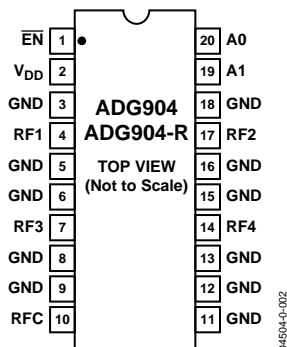 EN 1 20 A0
VDD 2 19 A1
GND 3 18 GND
ADG904
RF1 4 17 RF2
ADG904-R
GND 5 16 GND
TOP VIEW
(Not to Scale)
GND 6 15 GND
RF3 7 14 RF4
GND 8 13 GND
GND 9 12 GND
RFC 10 11 GND
04504-0-002